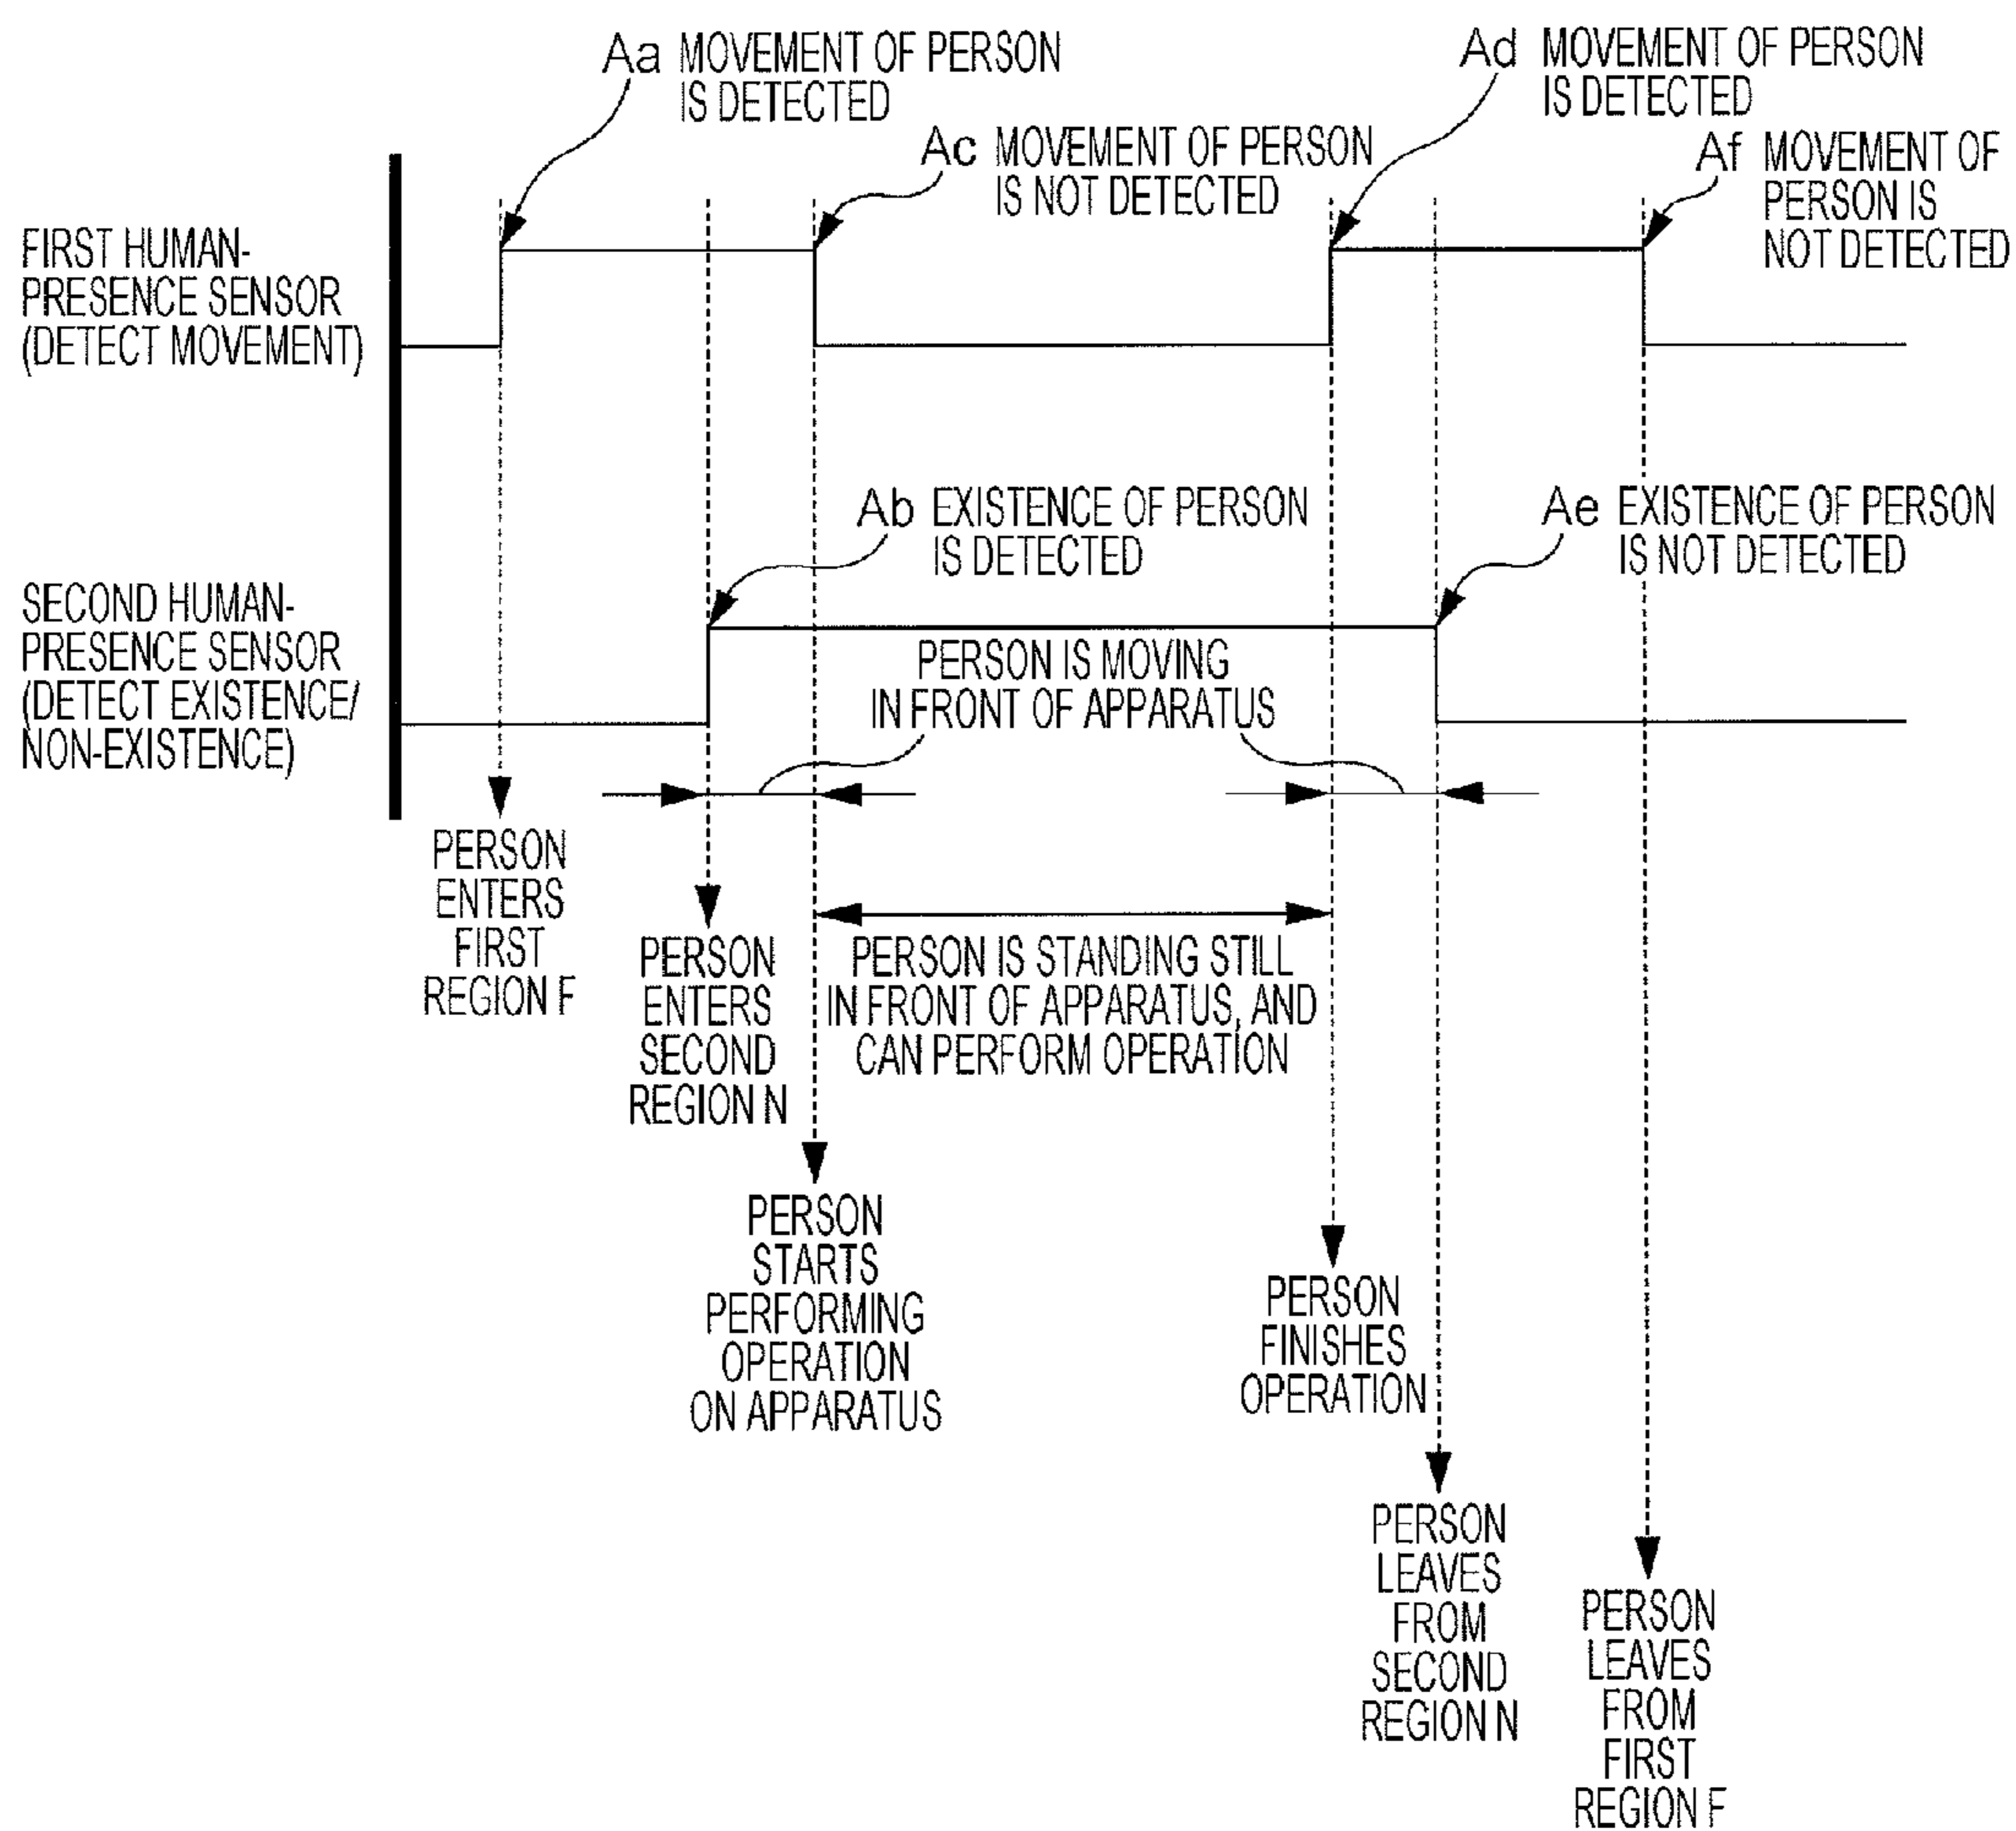 Aa MOVEMENT OF PERSON
IS DETECTED
Ad MOVEMENT OF PERSON
IS DETECTED
Ac MOVEMENT OF PERSON
IS NOT DETECTED
Af MOVEMENT OF
PERSON IS
NOT DETECTED
FIRST HUMAN-
PRESENCE SENSOR
(DETECT MOVEMENT)
Ab EXISTENCE OF PERSON
IS DETECTED
Ae EXISTENCE OF PERSON
IS NOT DETECTED
SECOND HUMAN-
PRESENCE SENSOR
(DETECT EXISTENCE/
NON-EXISTENCE)
PERSON IS MOVING
IN FRONT OF APPARATUS
PERSON
ENTERS
FIRST
REGION F
PERSON
ENTERS
SECOND
REGION N
PERSON IS STANDING STILL
IN FRONT OF APPARATUS, AND
CAN PERFORM OPERATION
PERSON
STARTS
PERFORMING
OPERATION
ON APPARATUS
PERSON
FINISHES
OPERATION
PERSON
LEAVES
FROM
SECOND
REGION N
PERSON
LEAVES
FROM
FIRST
REGION F